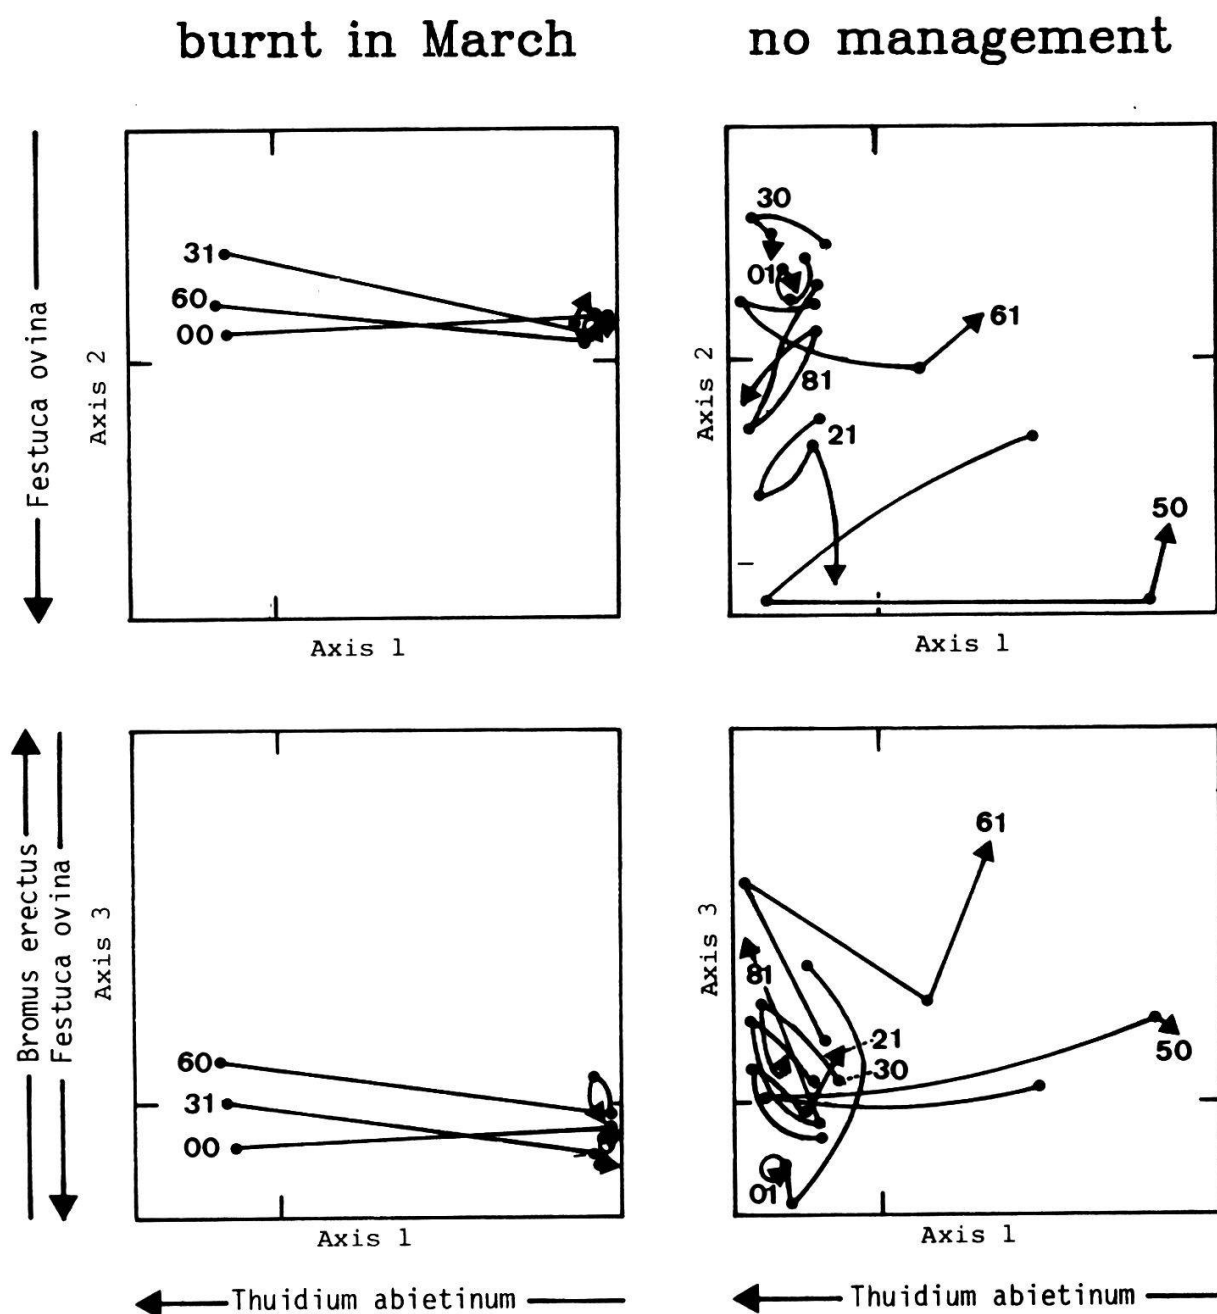 burnt in March
no management
Festuca ovina
Axis 2
31
60
00
Axis 1
Axis 2
30
01
61
81
21
50
Axis 1
Bromus erectus
Festuca ovina
Axis 3
60
31
00
Axis 1
Thuidium abietinum
Axis 3
61
81
21
30
50
01
Axis 1
Thuidium abietinum